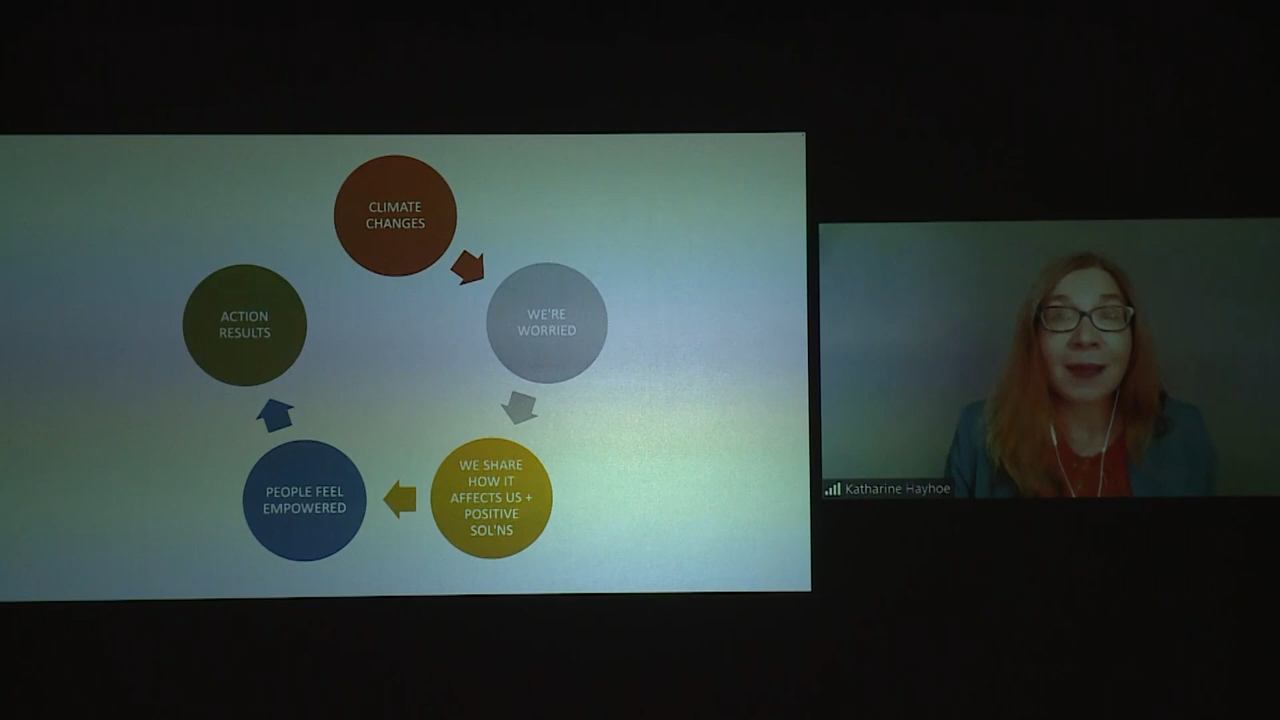 CLIMATE
CHANGES
WE'RE
WORRIED
WE SHARE
HOW IT
AFFECTS US +
POSITIVE
SOL'NS
PEOPLE FEEL
EMPOWERED
ACTION
RESULTS
Katharine Hayhoe